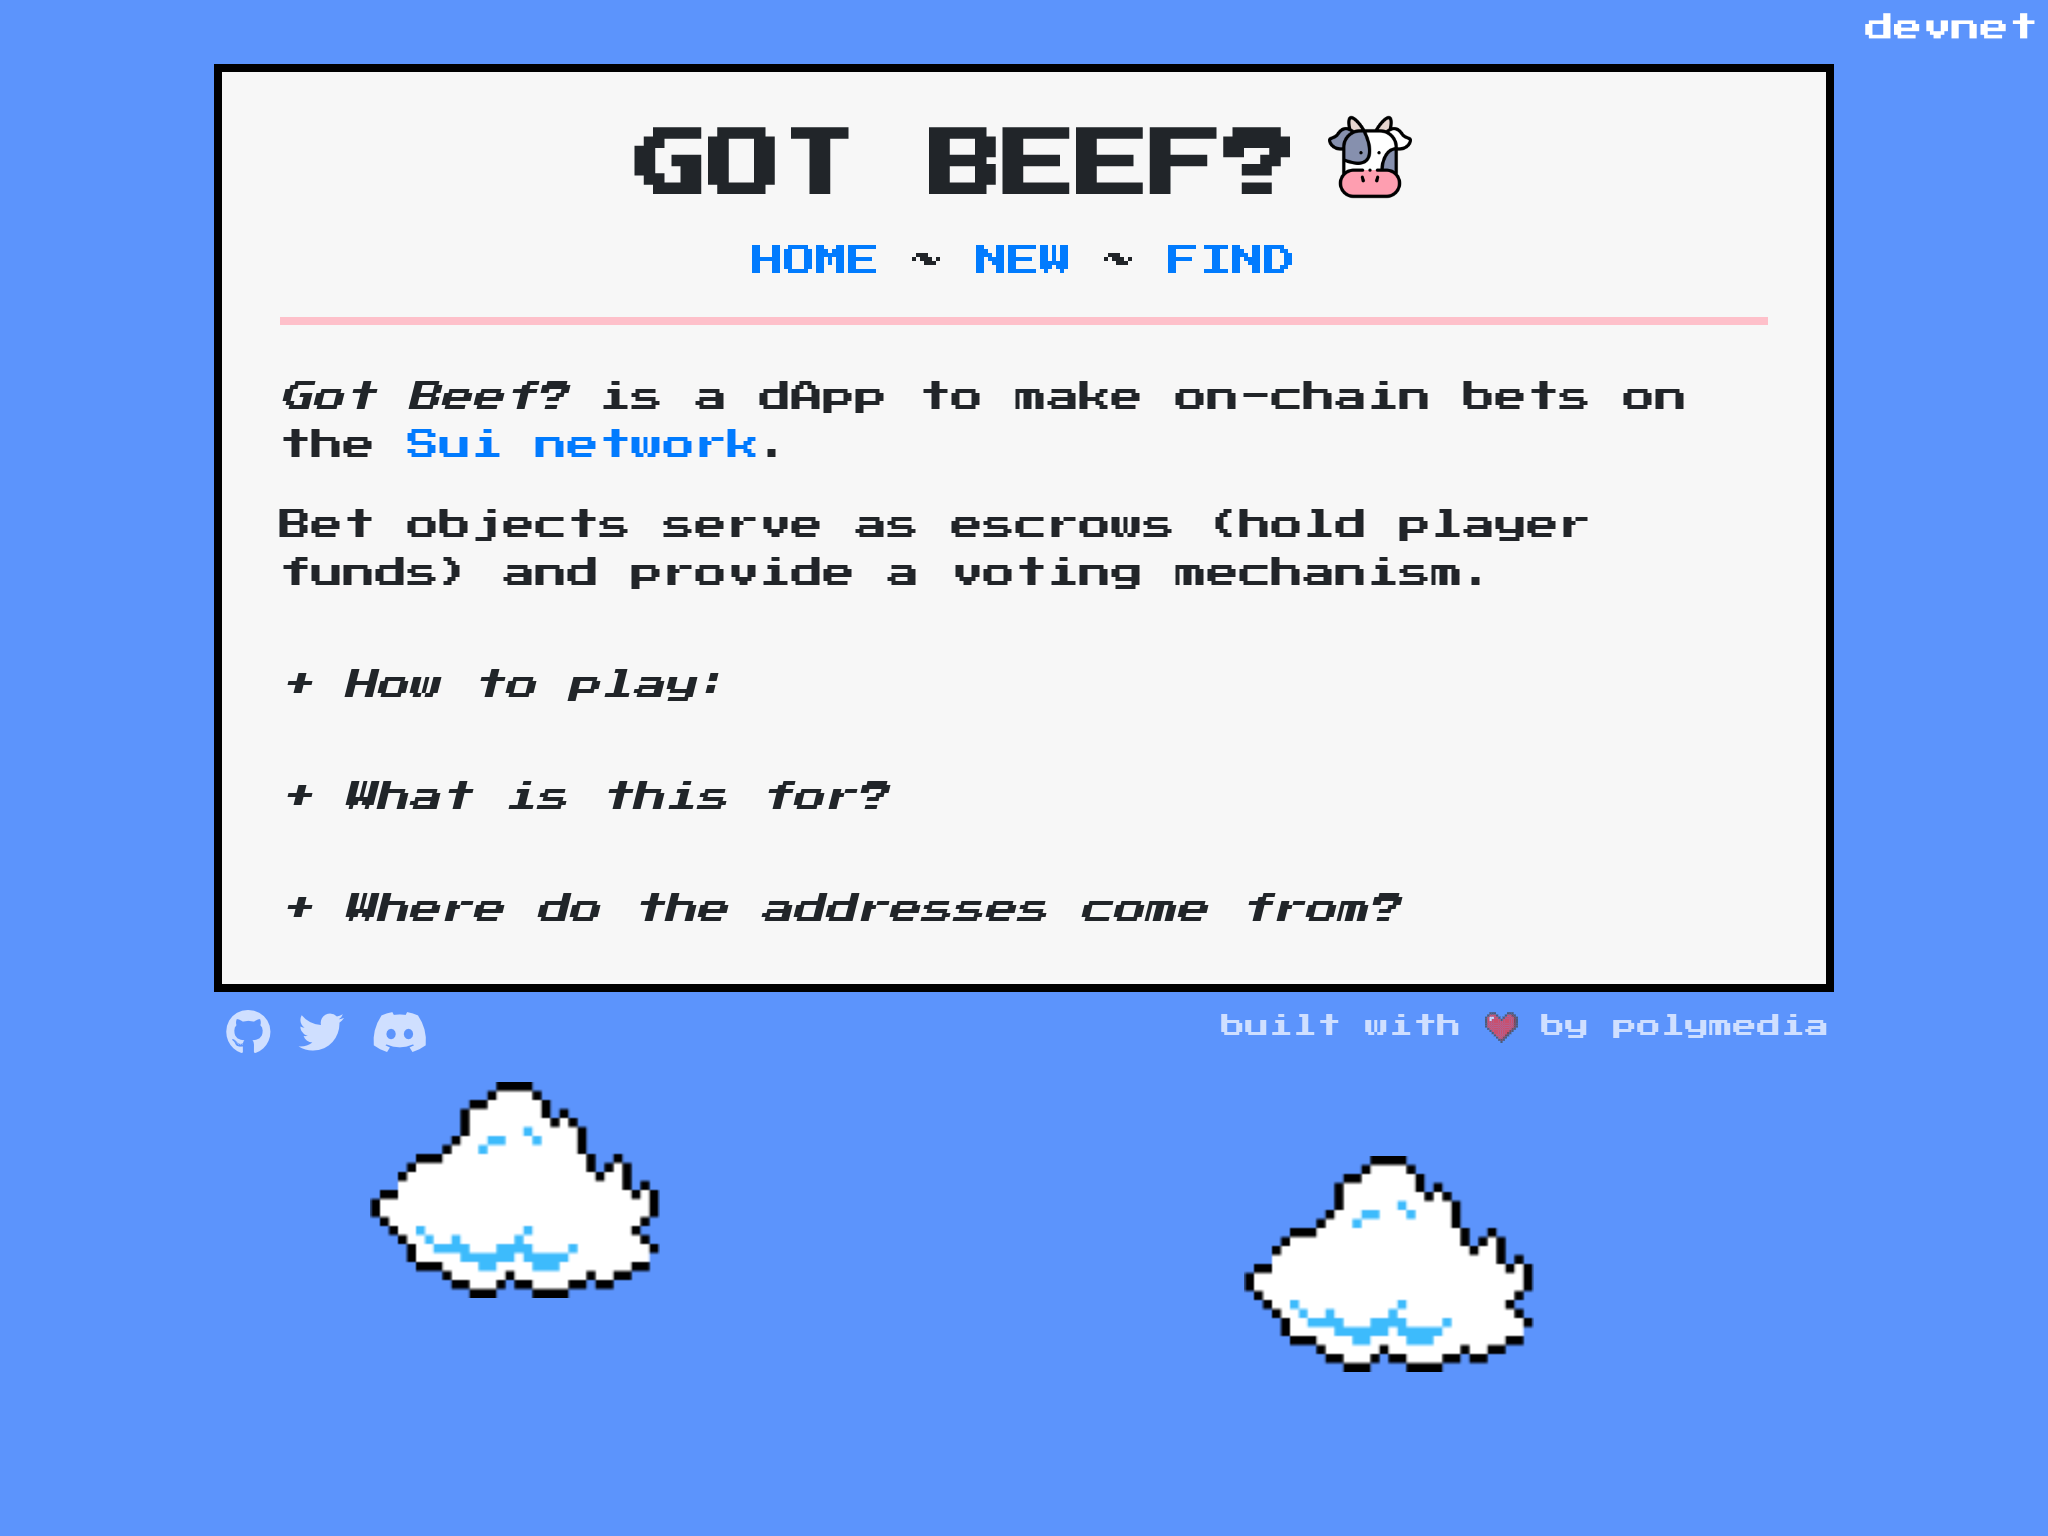 devnet
GOT BEEF?
HOME ~ NEW ~ FIND
Got Beef? is a dApp to make on-chain bets on
the Sui network.
Bet objects serve as escrows (hold player
funds) and provide a voting mechanism.
+ How to play:
+ What is this for?
+ Where do the addresses come from?
built with ❤ by polymedia